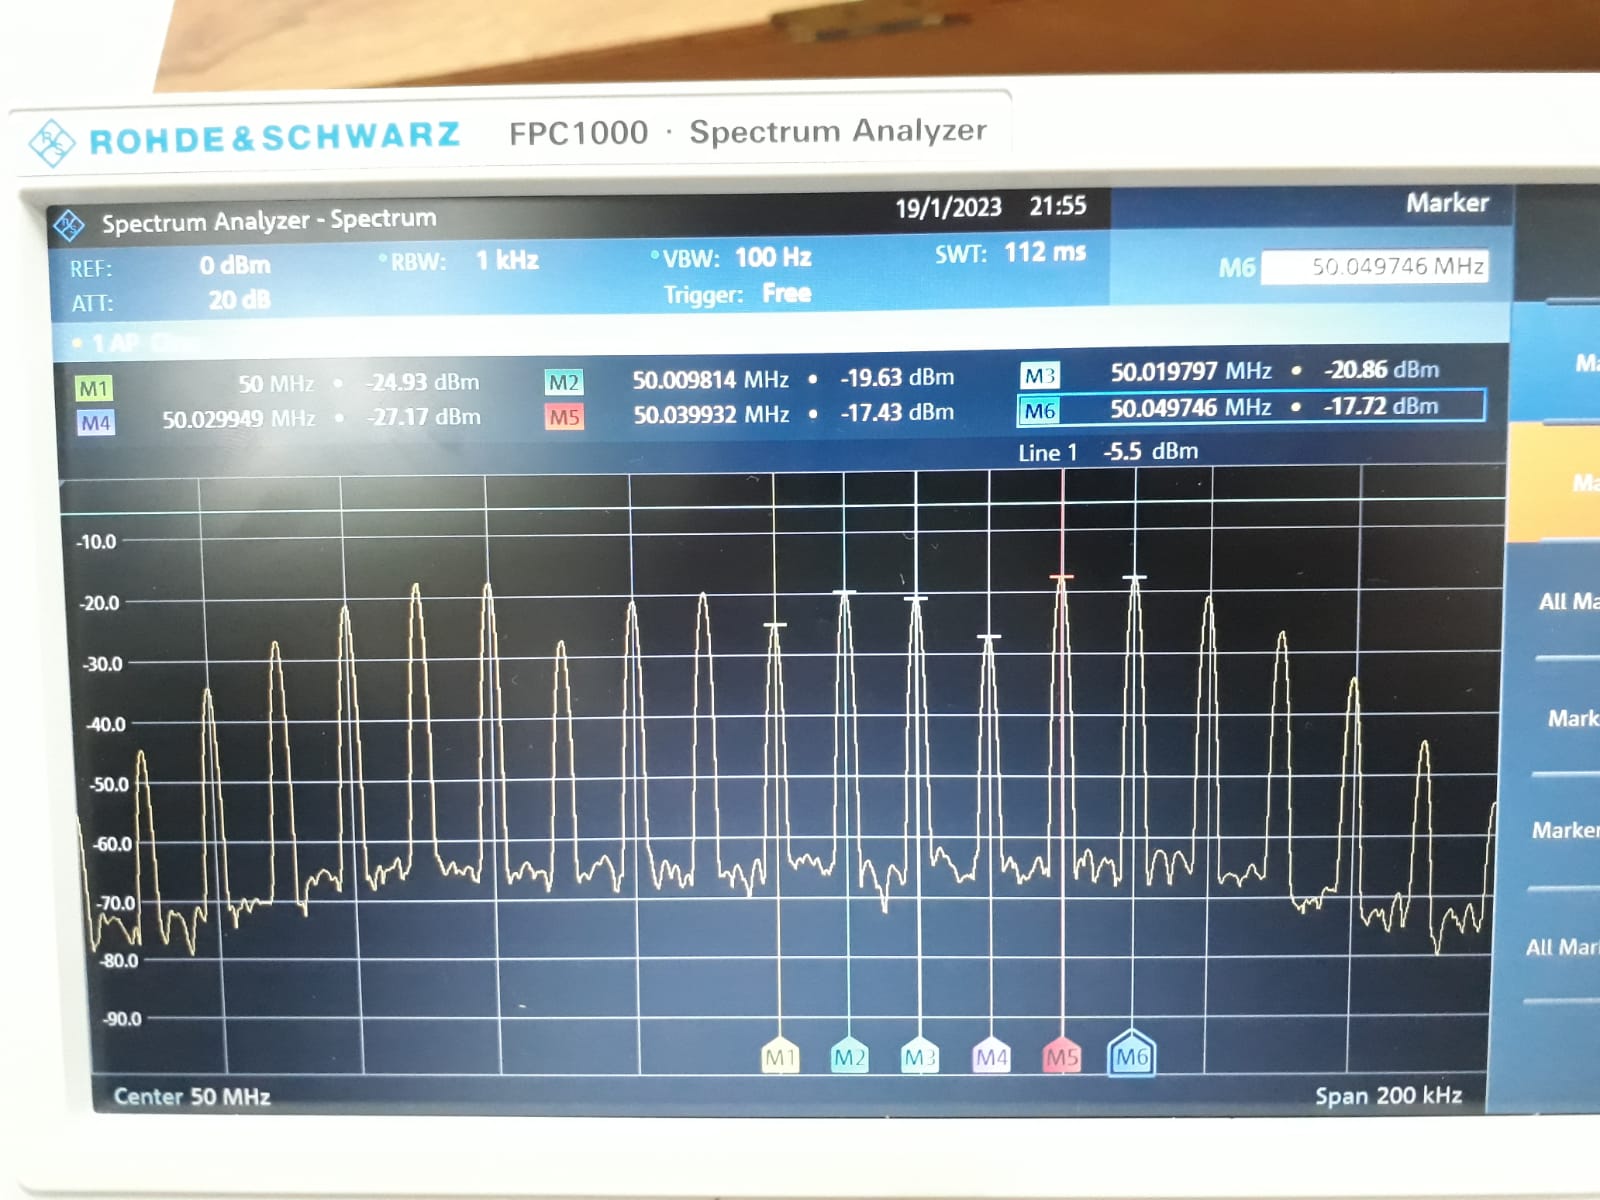 ROHDE&SCHWARZ FPC1000 · Spectrum Analyzer
Spectrum Analyzer - Spectrum 19/1/2023 21:55 Marker
REF: 0 dBm RBW: 1 kHz VBW: 100 Hz SWT: 112 ms M6 50.049746 MHz
ATT: 20 dB Trigger: Free
1 AP
M1 50 MHz • -24.93 dBm M2 50.009814 MHz • -19.63 dBm M3 50.019797 MHz • -20.86 dBm
M4 50.029949 MHz • -27.17 dBm M5 50.039932 MHz • -17.43 dBm M6 50.049746 MHz • -17.72 dBm
Line 1 -5.5 dBm
Ma
Ma
All Ma
Mark
Marker
All Mar
-10.0
-20.0
-30.0
-40.0
-50.0
-60.0
-70.0
-80.0
-90.0
M1 M2 M3 M4 M5 M6
Center 50 MHz Span 200 kHz